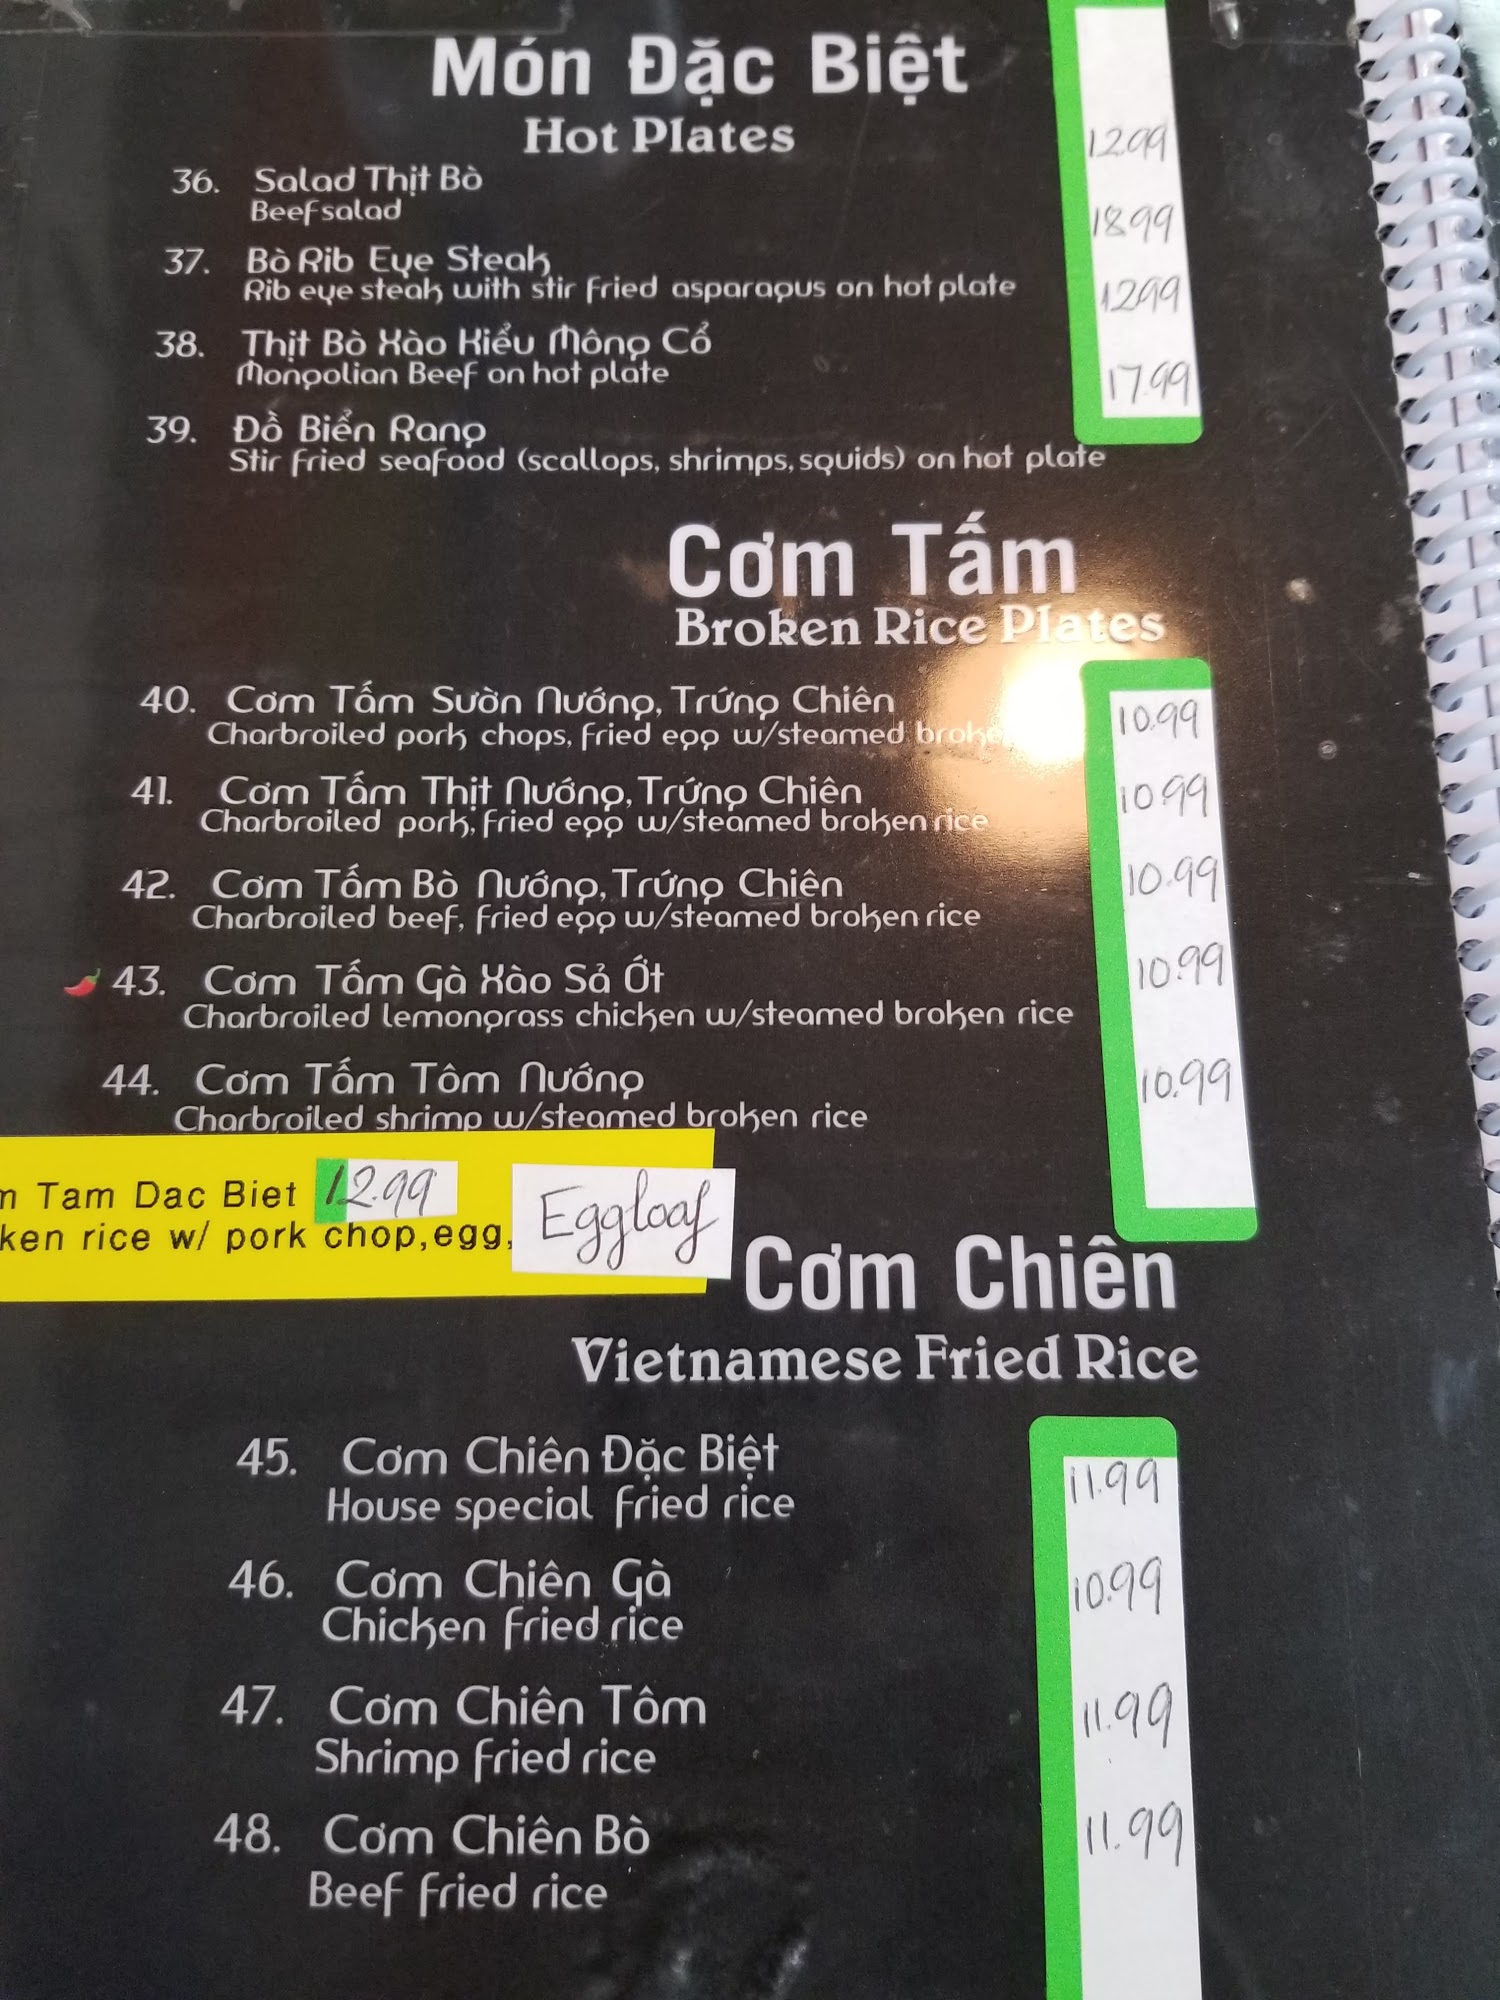 Món Đặc Biệt
Hot Plates
12.99
36. Salad Thịt Bò
Beef salad
18.99
37. Bò Rib Eye Steak
Rib eye steak with stir fried asparagus on hot plate
12.99
38. Thịt Bò Xào Kiểu Mông Cổ
Mongolian Beef on hot plate
17.99
39. Đồ Biển Rang
Stir fried seafood (scallops, shrimps, squids) on hot plate
Cơm Tấm
Broken Rice Plates
40. Cơm Tấm Sườn Nướng, Trứng Chiên 10.99
Charbroiled pork chops, fried egg w/steamed broke
41. Cơm Tấm Thịt Nướng, Trứng Chiên 10.99
Charbroiled pork, fried egg w/steamed broken rice
42. Cơm Tấm Bò Nướng, Trứng Chiên 10.99
Charbroiled beef, fried egg w/steamed broken rice
43. Cơm Tấm Gà Xào Sả Ớt 10.99
Charbroiled lemongrass chicken w/steamed broken rice
44. Cơm Tấm Tôm Nướng 10.99
Charbroiled shrimp w/steamed broken rice
m Tam Dac Biet 12.99
ken rice w/ pork chop,egg, Eggloaf
Cơm Chiên
Vietnamese Fried Rice
45. Cơm Chiên Đặc Biệt 11.99
House special fried rice
46. Cơm Chiên Gà 10.99
Chicken fried rice
47. Cơm Chiên Tôm 11.99
Shrimp fried rice
48. Cơm Chiên Bò 11.99
Beef fried rice